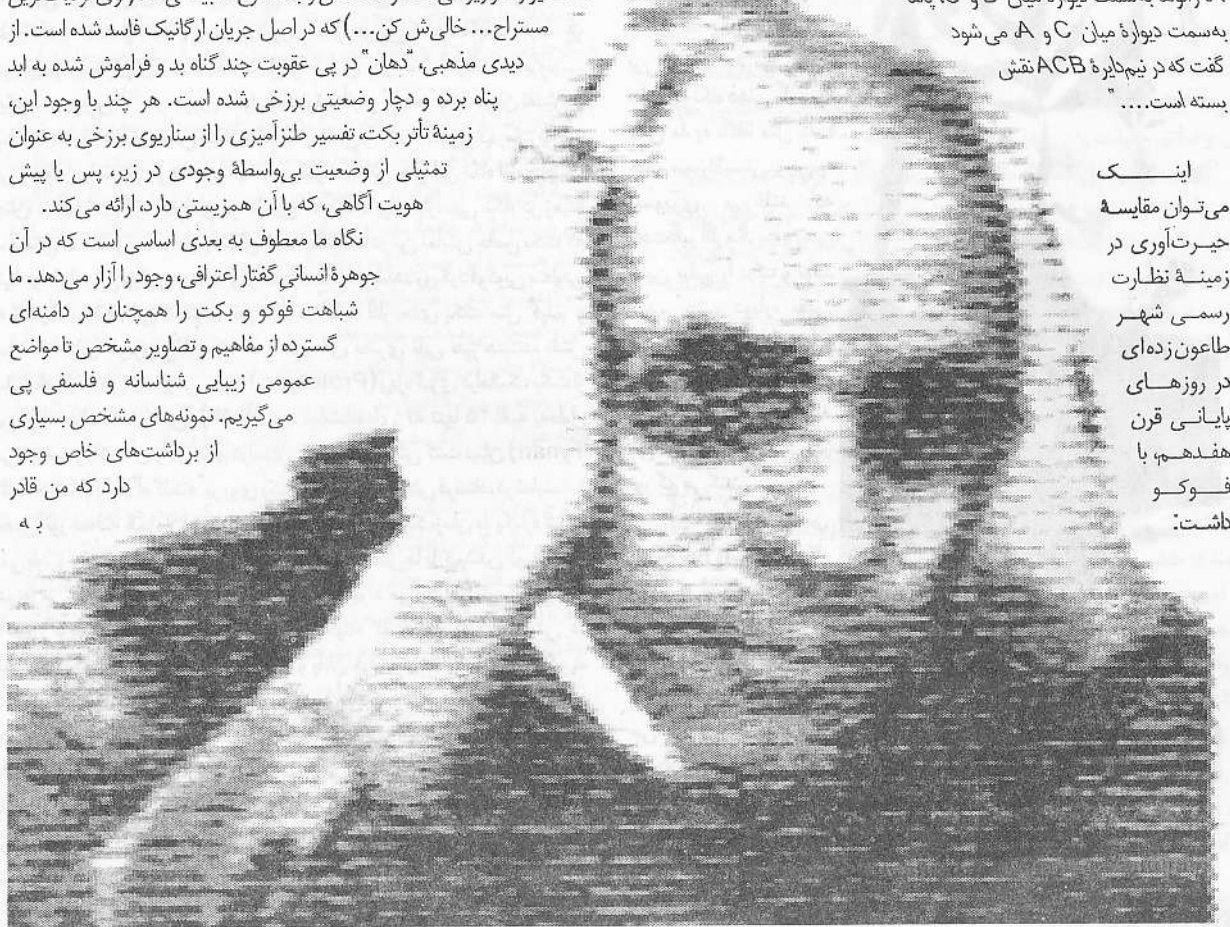 به‌سمت دیوارهٔ میان C و A، می‌شود
گفت که در نیم‌دایرهٔ ACB نقش
بسته است.... "
اینک
می‌توان مقایسهٔ
حیرت‌آوری در
زمینهٔ نظارت
رسمی شهر
طاعون‌زده‌ای
در روزهای
پایانی قرن
هفدهم، با
فوکو
داشت:
مستراح... خالی‌ش کن...) که در اصل جریان ارگانیک فاسد شده است. از
دیدی مذهبی، "دهان" در پی عقوبت چند گناه بد و فراموش شده به ابد
پناه برده و دچار وضعیتی برزخی شده است. هر چند با وجود این،
زمینهٔ تأتر بکت، تفسیر طنزآمیزی را از سناریوی برزخی به عنوان
تمثیلی از وضعیت بی‌واسطهٔ وجودی در زیر، پس یا پیش
هویت آگاهی، که با آن همزیستی دارد، ارائه می‌کند.
نگاه ما معطوف به بعدی اساسی است که در آن
جوهرهٔ انسانی گفتار اعترافی، وجود را آزار می‌دهد. ما
شباهت فوکو و بکت را همچنان در دامنه‌ای
گسترده از مفاهیم و تصاویر مشخص تا مواضع
عمومی زیبایی شناسانه و فلسفی پی
می‌گیریم. نمونه‌های مشخص بسیاری
از برداشت‌های خاص وجود
دارد که من قادر
به